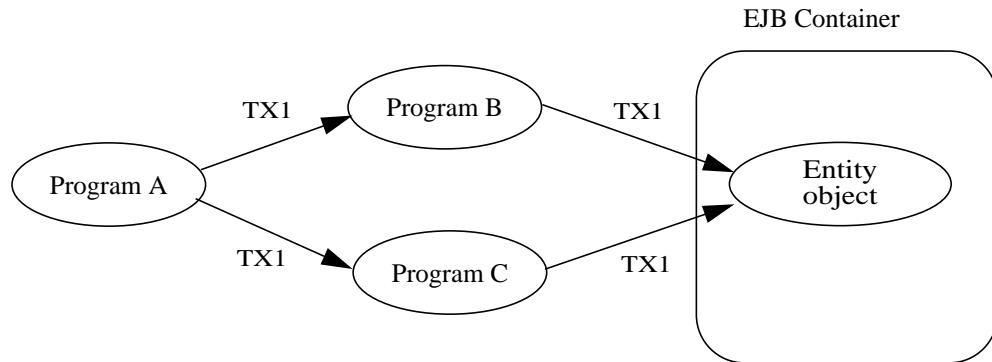 EJB Container
TX1
Program B
TX1
Program A
Entity
object
TX1
Program C
TX1